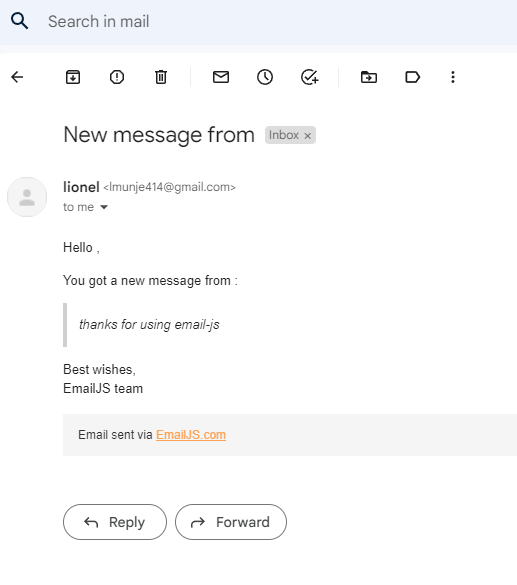 Search in mail
New message from Inbox ×
lionel <lmunje414@gmail.com>
to me
Hello ,
You got a new message from :
thanks for using email-js
Best wishes,
EmailJS team
Email sent via EmailJS.com
Reply Forward